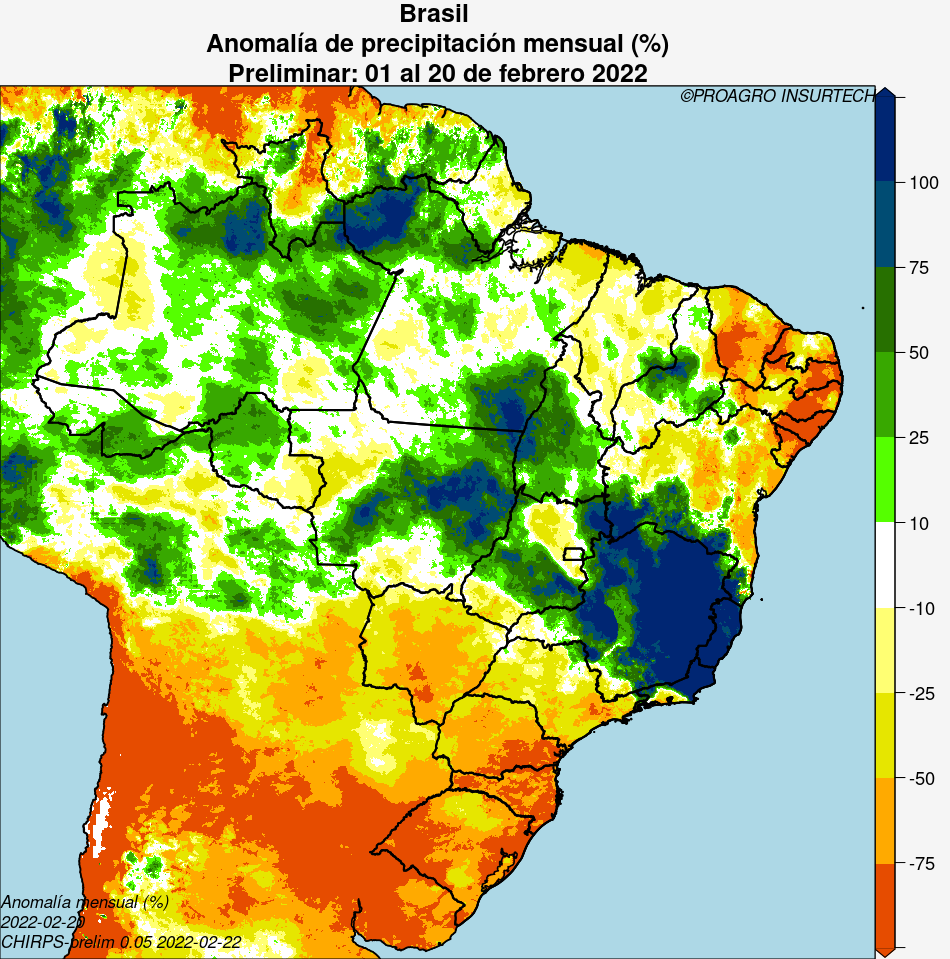 Brasil
Anomalía de precipitación mensual (%)
Preliminar: 01 al 20 de febrero 2022
©PROAGRO INSURTECH
100
75
50
25
10
-10
-25
-50
-75
Anomalía mensual (%)
2022-02-20
CHIRPS-prelim 0.05 2022-02-22